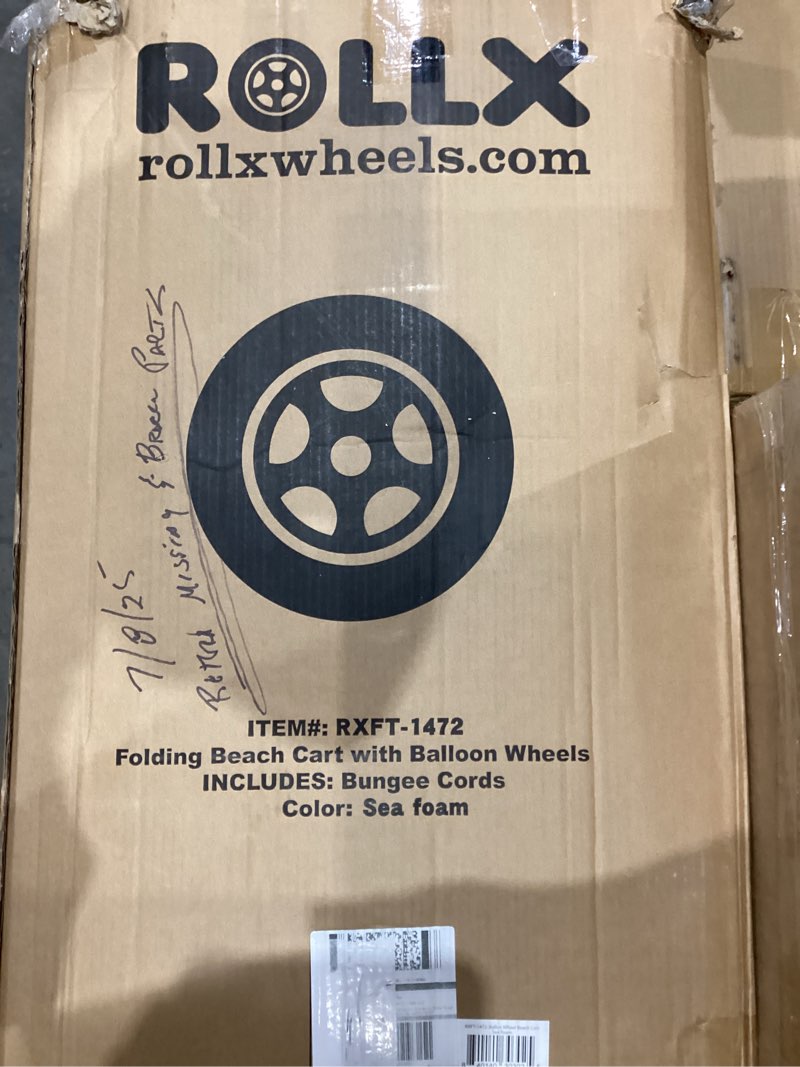 ROLLX
rollxwheels.com
7/8/25
Missing & Broken Parts
ITEM#: RXFT-1472
Folding Beach Cart with Balloon Wheels
INCLUDES: Bungee Cords
Color: Sea foam